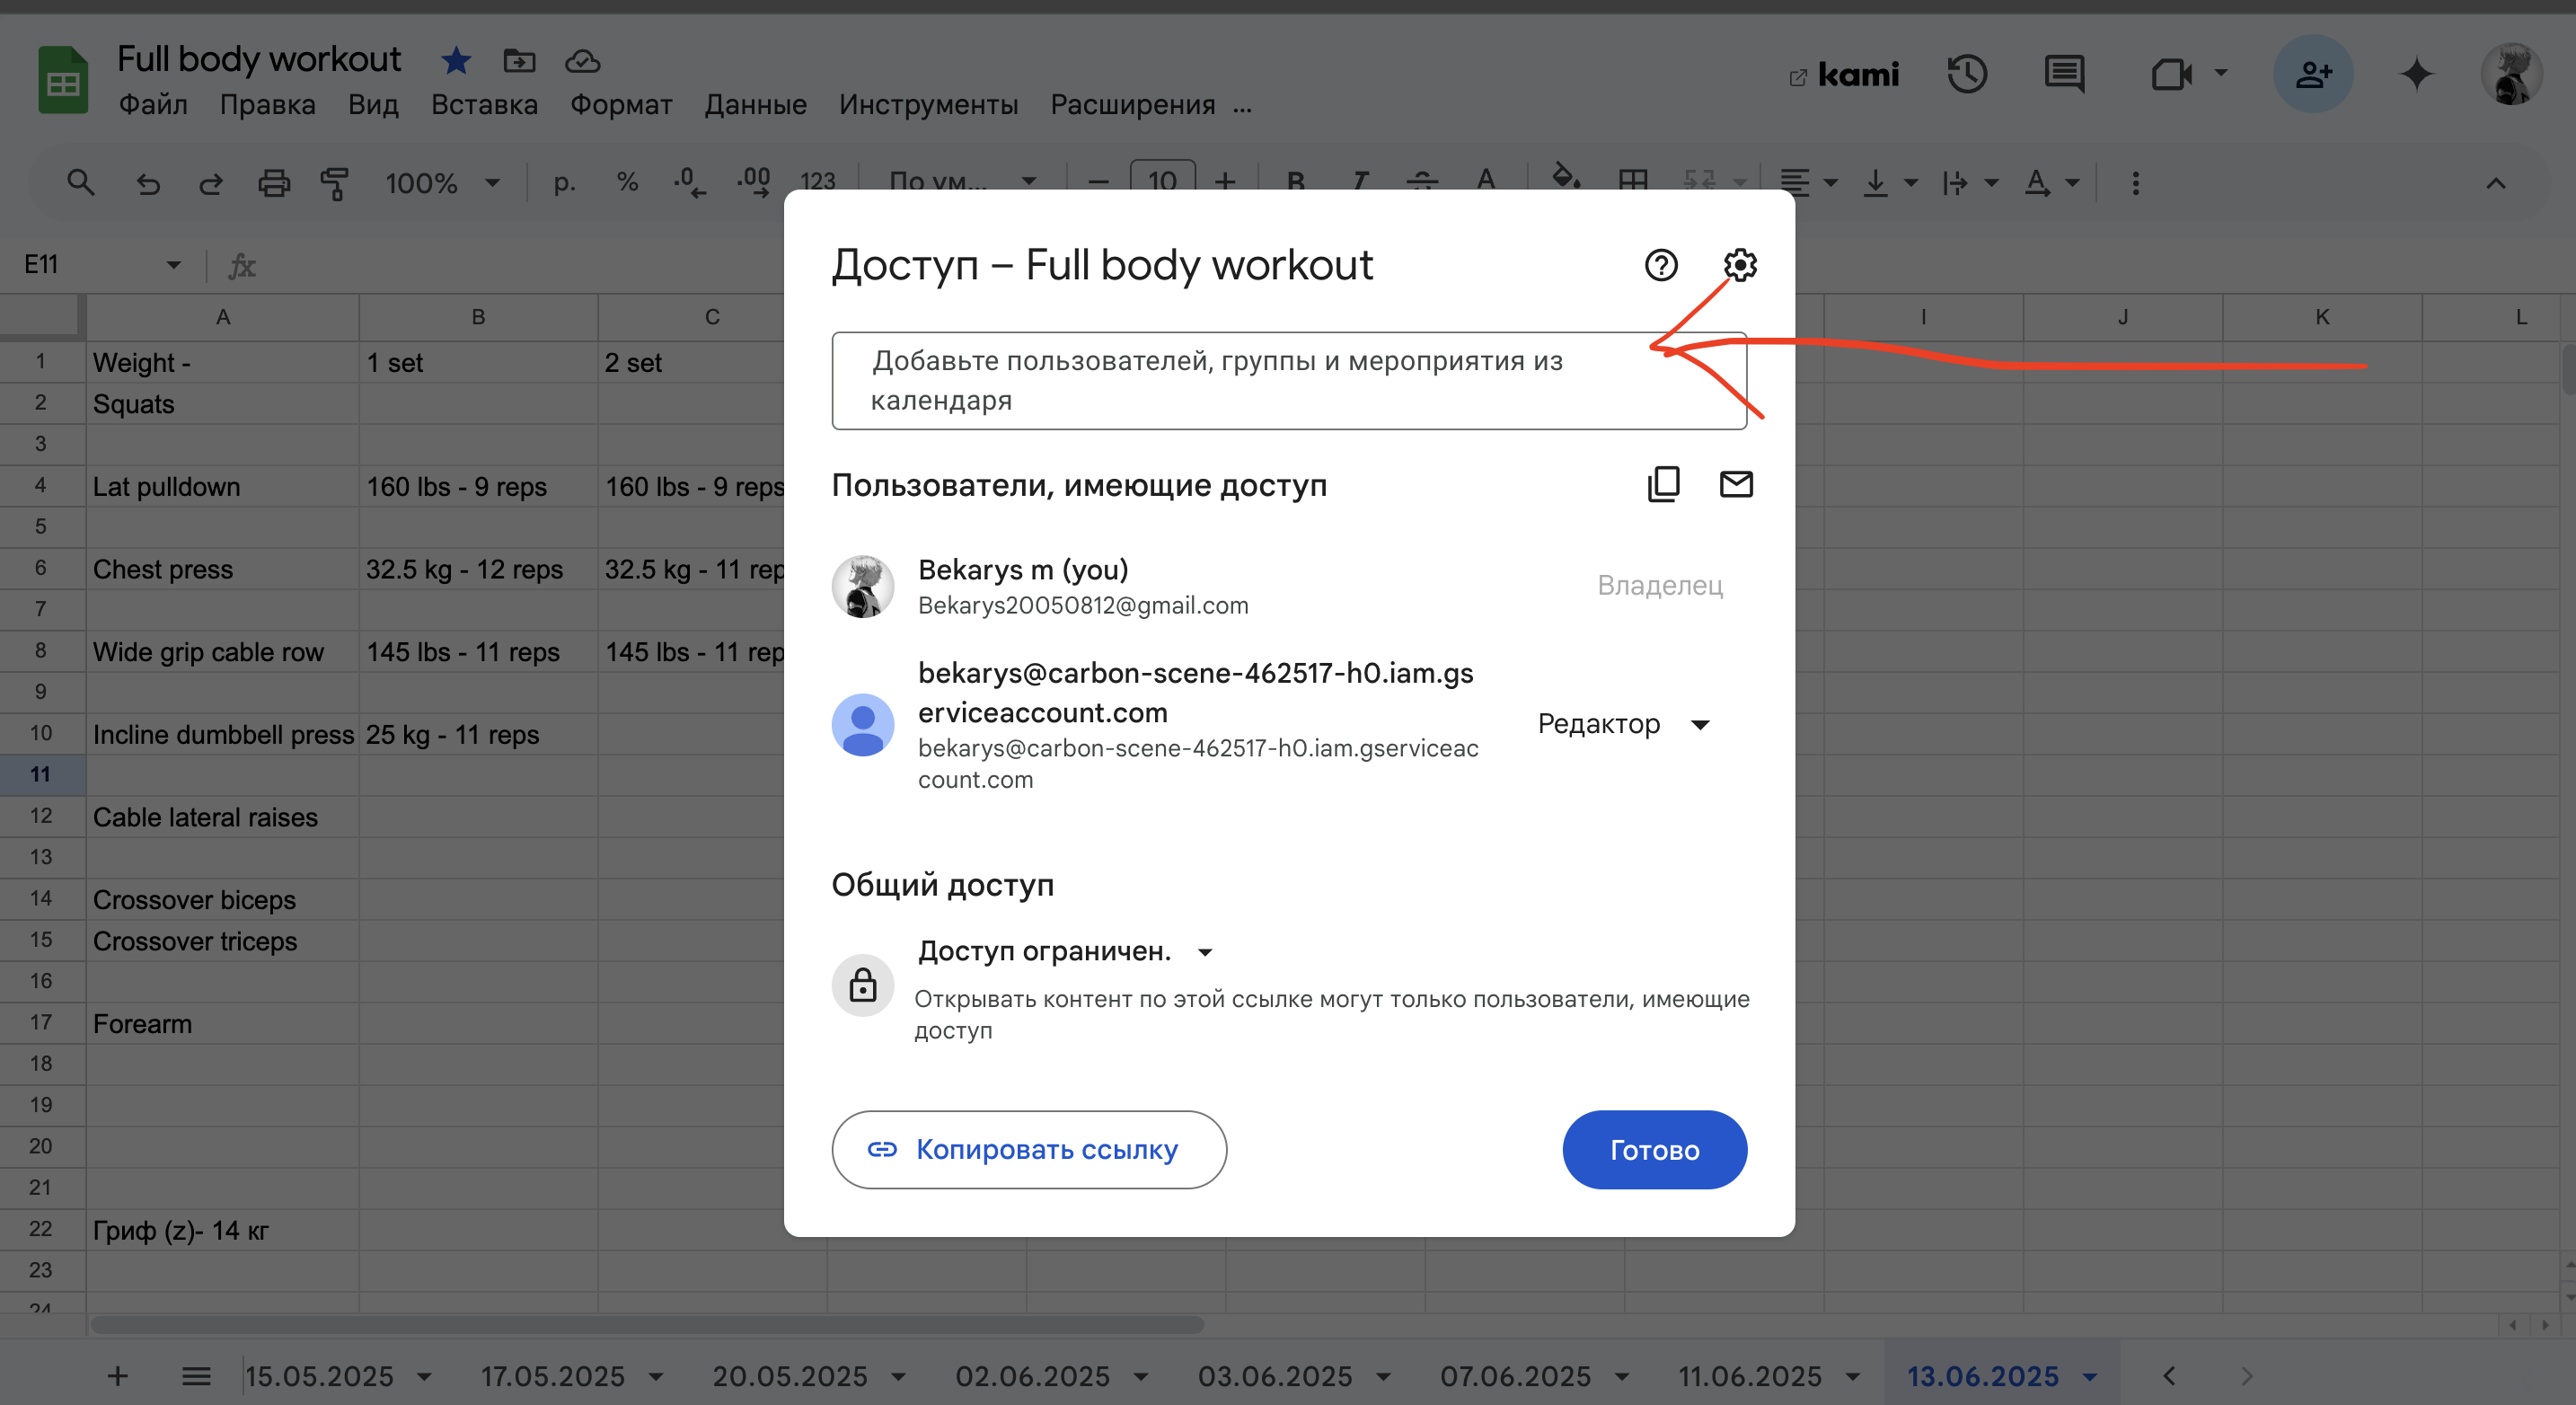 Full body workout
kami
Файл Правка Вид Вставка Формат Данные Инструменты Расширения ...
100% р. % .0 .00 123 По ум... 10 B I S A A
E11 fx
A B C I J K L
1 Weight - 1 set 2 set
2 Squats
3
4 Lat pulldown 160 lbs - 9 reps 160 lbs - 9 reps
5
6 Chest press 32.5 kg - 12 reps 32.5 kg - 11 rep
7
8 Wide grip cable row 145 lbs - 11 reps 145 lbs - 11 rep
9
10 Incline dumbbell press 25 kg - 11 reps
11
12 Cable lateral raises
13
14 Crossover biceps
15 Crossover triceps
16
17 Forearm
18
19
20
21
22 Гриф (z)- 14 кг
23
24
Доступ – Full body workout
Добавьте пользователей, группы и мероприятия из
календаря
Пользователи, имеющие доступ
Bekarys m (you)
Bekarys20050812@gmail.com
Владелец
bekarys@carbon-scene-462517-h0.iam.gs
erviceaccount.com
bekarys@carbon-scene-462517-h0.iam.gserviceac
count.com
Редактор
Общий доступ
Доступ ограничен.
Открывать контент по этой ссылке могут только пользователи, имеющие
доступ
Копировать ссылку
Готово
15.05.2025 17.05.2025 20.05.2025 02.06.2025 03.06.2025 07.06.2025 11.06.2025 13.06.2025